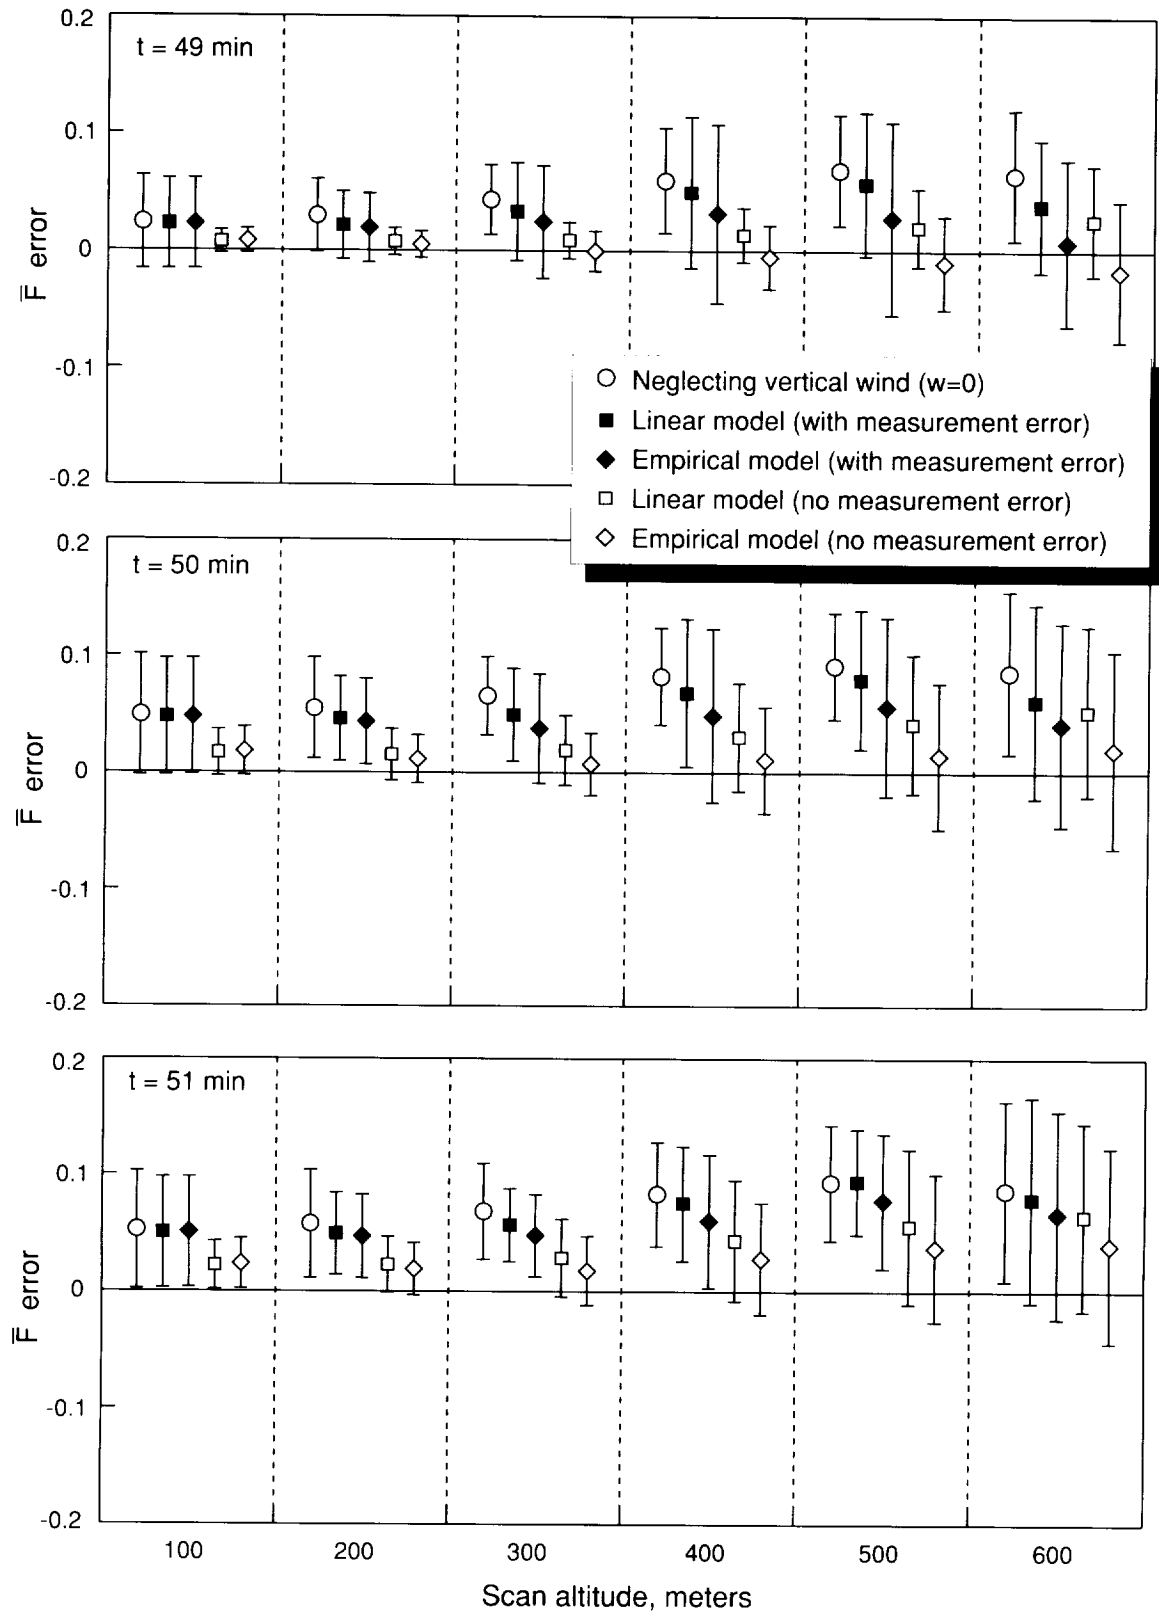 0.2
t = 49 min
0.1
0
-0.1
-0.2
F̅ error
Neglecting vertical wind (w=0)
Linear model (with measurement error)
Empirical model (with measurement error)
Linear model (no measurement error)
Empirical model (no measurement error)
0.2
t = 50 min
0.1
0
-0.1
-0.2
F̅ error
0.2
t = 51 min
0.1
0
-0.1
-0.2
F̅ error
100 200 300 400 500 600
Scan altitude, meters